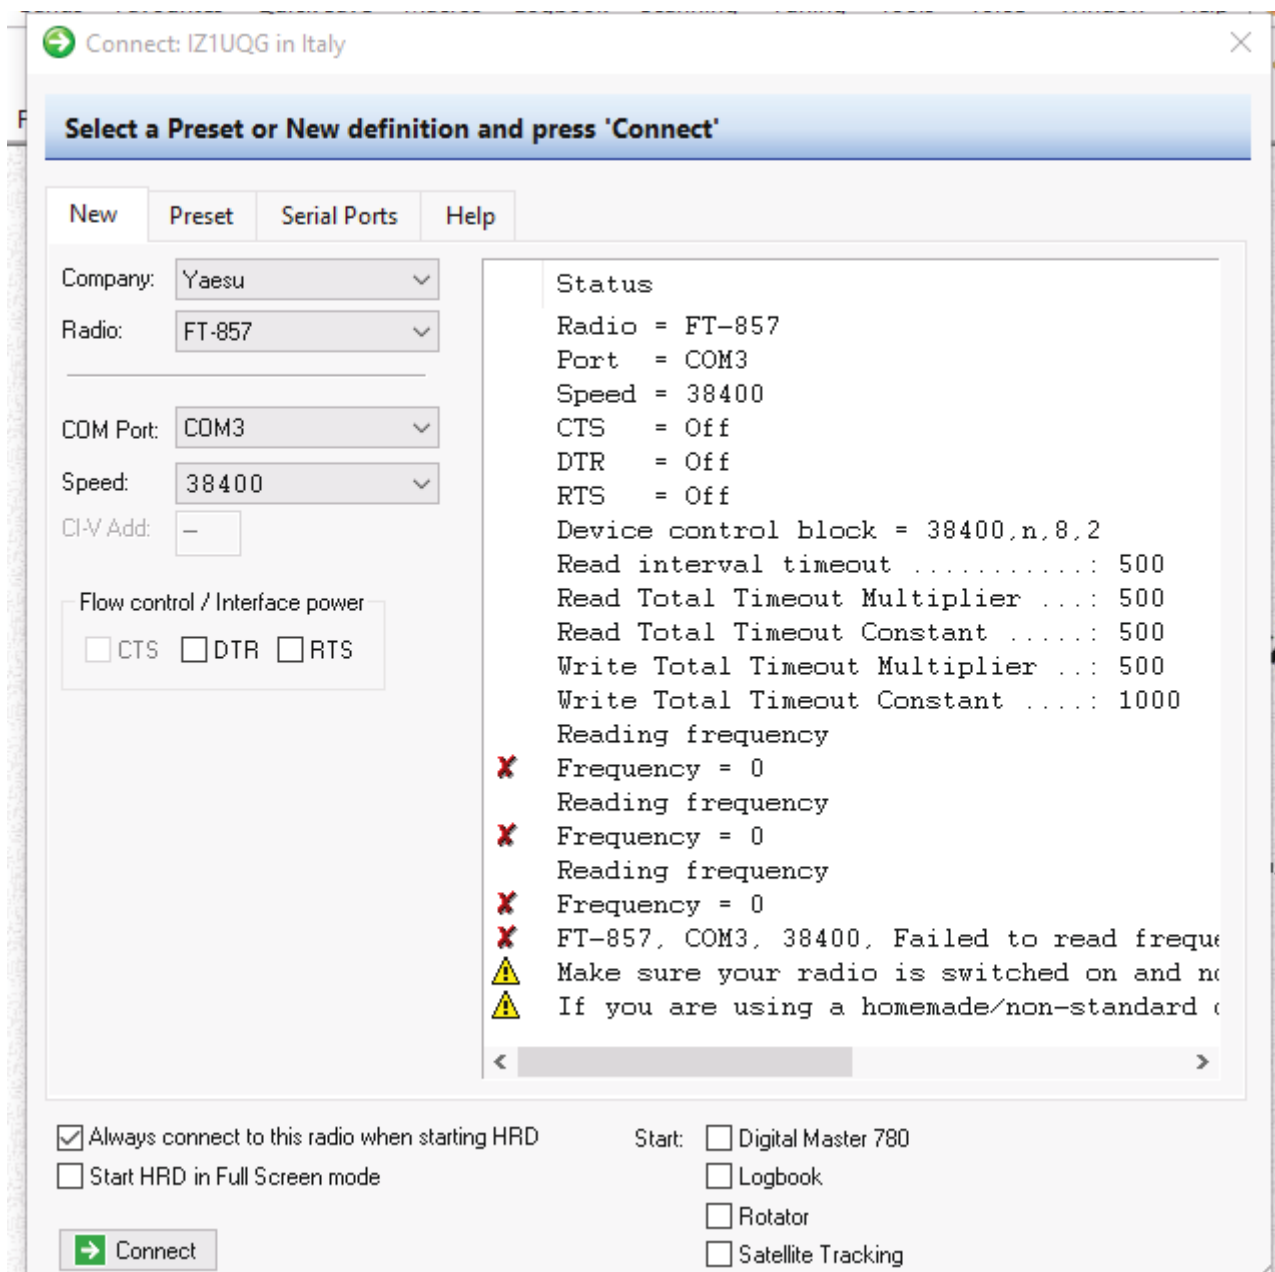 Connect: IZ1UQG in Italy
Select a Preset or New definition and press 'Connect'
New Preset Serial Ports Help
Company: Yaesu
Radio: FT-857
COM Port: COM3
Speed: 38400
CI-V Add: –
Flow control / Interface power
CTS DTR RTS
Status
Radio = FT-857
Port = COM3
Speed = 38400
CTS = Off
DTR = Off
RTS = Off
Device control block = 38400,n,8,2
Read interval timeout ...........: 500
Read Total Timeout Multiplier ...: 500
Read Total Timeout Constant .....: 500
Write Total Timeout Multiplier ..: 500
Write Total Timeout Constant ....: 1000
Reading frequency
Frequency = 0
Reading frequency
Frequency = 0
Reading frequency
Frequency = 0
FT-857, COM3, 38400, Failed to read freque
Make sure your radio is switched on and no
If you are using a homemade/non-standard
Always connect to this radio when starting HRD
Start HRD in Full Screen mode
Start: Digital Master 780
Logbook
Rotator
Satellite Tracking
Connect